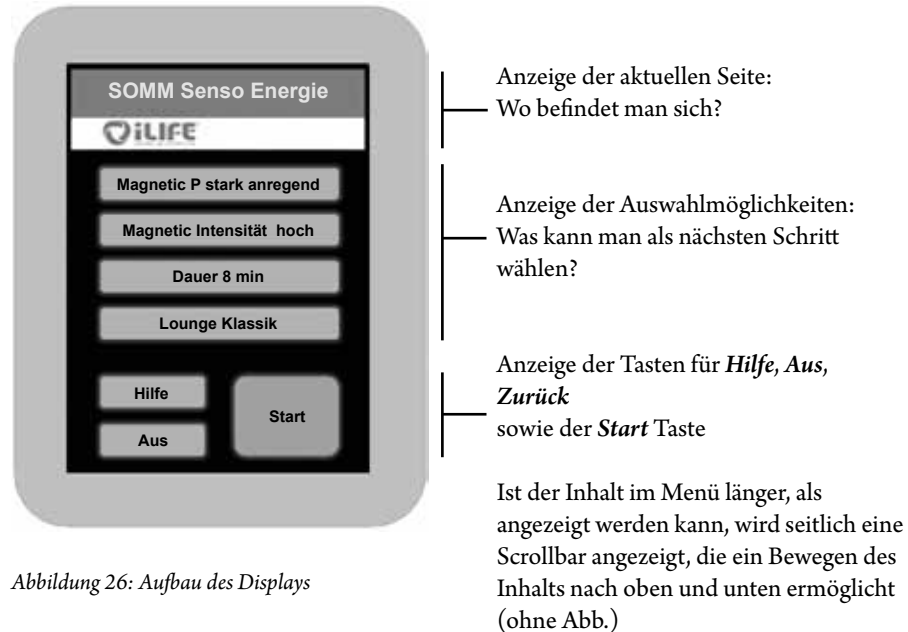 SOMM Senso Energie
iLIFE
Magnetic P stark anregend
Magnetic Intensität hoch
Dauer 8 min
Lounge Klassik
Hilfe
Aus
Start
Anzeige der aktuellen Seite:
Wo befindet man sich?
Anzeige der Auswahlmöglichkeiten:
Was kann man als nächsten Schritt
wählen?
Anzeige der Tasten für Hilfe, Aus,
Zurück
sowie der Start Taste
Ist der Inhalt im Menü länger, als
angezeigt werden kann, wird seitlich eine
Scrollbar angezeigt, die ein Bewegen des
Inhalts nach oben und unten ermöglicht
(ohne Abb.)
Abbildung 26: Aufbau des Displays